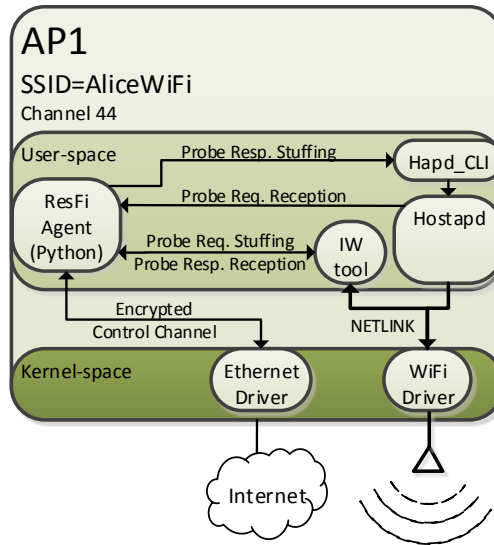 AP1
SSID=AliceWiFi
Channel 44
User-space
Probe Resp. Stuffing
Hapd_CLI
ResFi
Agent
(Python)
Probe Req. Reception
Hostapd
Probe Req. Stuffing
Probe Resp. Reception
IW
tool
Encrypted
Control Channel
NETLINK
Kernel-space
Ethernet
Driver
WiFi
Driver
Internet